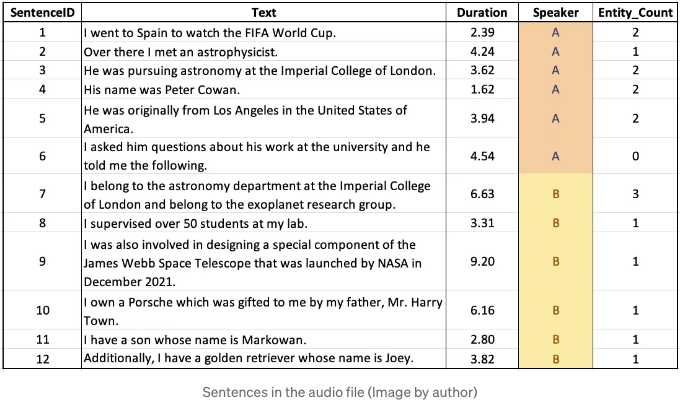 SentenceID Text Duration Speaker Entity_Count
1 I went to Spain to watch the FIFA World Cup. 2.39 A 2
2 Over there I met an astrophysicist. 4.24 A 1
3 He was pursuing astronomy at the Imperial College of London. 3.62 A 2
4 His name was Peter Cowan. 1.62 A 2
5 He was originally from Los Angeles in the United States of
America. 3.94 A 2
6 I asked him questions about his work at the university and he
told me the following. 4.54 A 0
7 I belong to the astronomy department at the Imperial College
of London and belong to the exoplanet research group. 6.63 B 3
8 I supervised over 50 students at my lab. 3.31 B 1
9 I was also involved in designing a special component of the
James Webb Space Telescope that was launched by NASA in
December 2021. 9.20 B 1
10 I own a Porsche which was gifted to me by my father, Mr. Harry
Town. 6.16 B 1
11 I have a son whose name is Markowan. 2.80 B 1
12 Additionally, I have a golden retriever whose name is Joey. 3.82 B 1
Sentences in the audio file (Image by author)